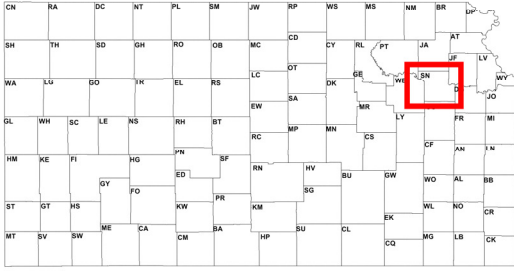 CN RA DC NT PL SM JW RP WS MS NM BR DP
CD AT
SH TH SD GH RO OB MC CY RL PT JA
JF LV
OT GE SN WY
WA LG GO TR EL RS LC DK WB D JO
SA
EW MR
GL WH SC LE NS RH BT LY FR MI
RC MP MN CS
CF AN LN
PN
HM KE FI HG SF RN HV
ED BU GW WO AL BB
GY FO SG
PR
ST GT HS KW KM WL NO
CR
EK
MT SV SW ME CA CM BA HP SU CL MG LB CK
CQ